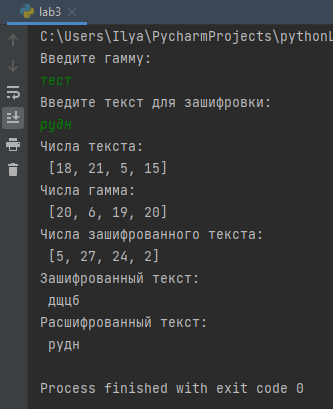 lab3
C:\Users\Ilya\PycharmProjects\pythonL
Введите гамму:
тест
Введите текст для зашифровки:
рудн
Числа текста:
[18, 21, 5, 15]
Числа гамма:
[20, 6, 19, 20]
Числа зашифрованного текста:
[5, 27, 24, 2]
Зашифрованный текст:
дщцб
Расшифрованный текст:
рудн
Process finished with exit code 0